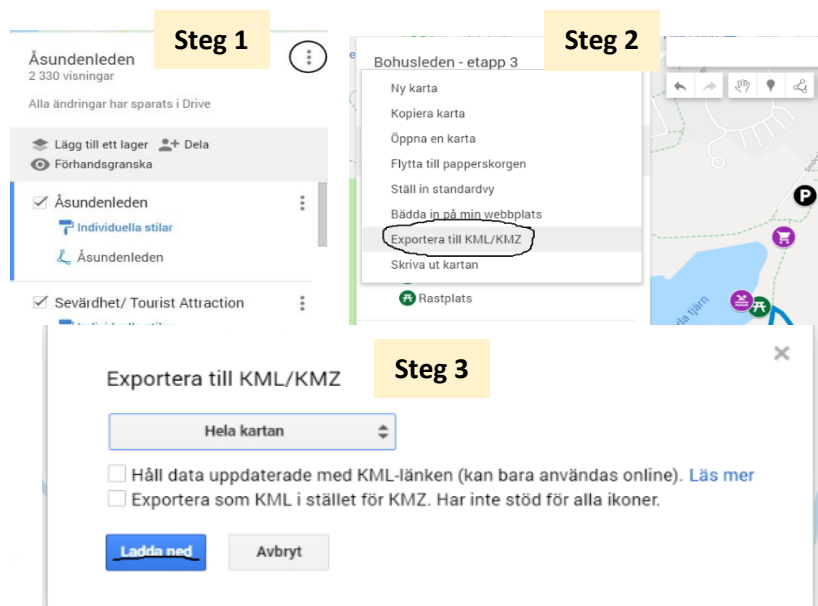 Steg 1
Åsundenleden
2 330 visningar
Alla ändringar har sparats i Drive
Lägg till ett lager Dela
Förhandsgranska
Åsundenleden
Individuella stilar
Åsundenleden
Sevärdhet/ Tourist Attraction
Steg 2
Bohusleden - etapp 3
Ny karta
Kopiera karta
Öppna en karta
Flytta till papperskorgen
Ställ in standardvy
Bädda in på min webbplats
Exportera till KML/KMZ
Skriva ut kartan
Rastplats
P
Steg 3
Exportera till KML/KMZ
Hela kartan
Håll data uppdaterade med KML-länken (kan bara användas online). Läs mer
Exportera som KML i stället för KMZ. Har inte stöd för alla ikoner.
Ladda ned Avbryt